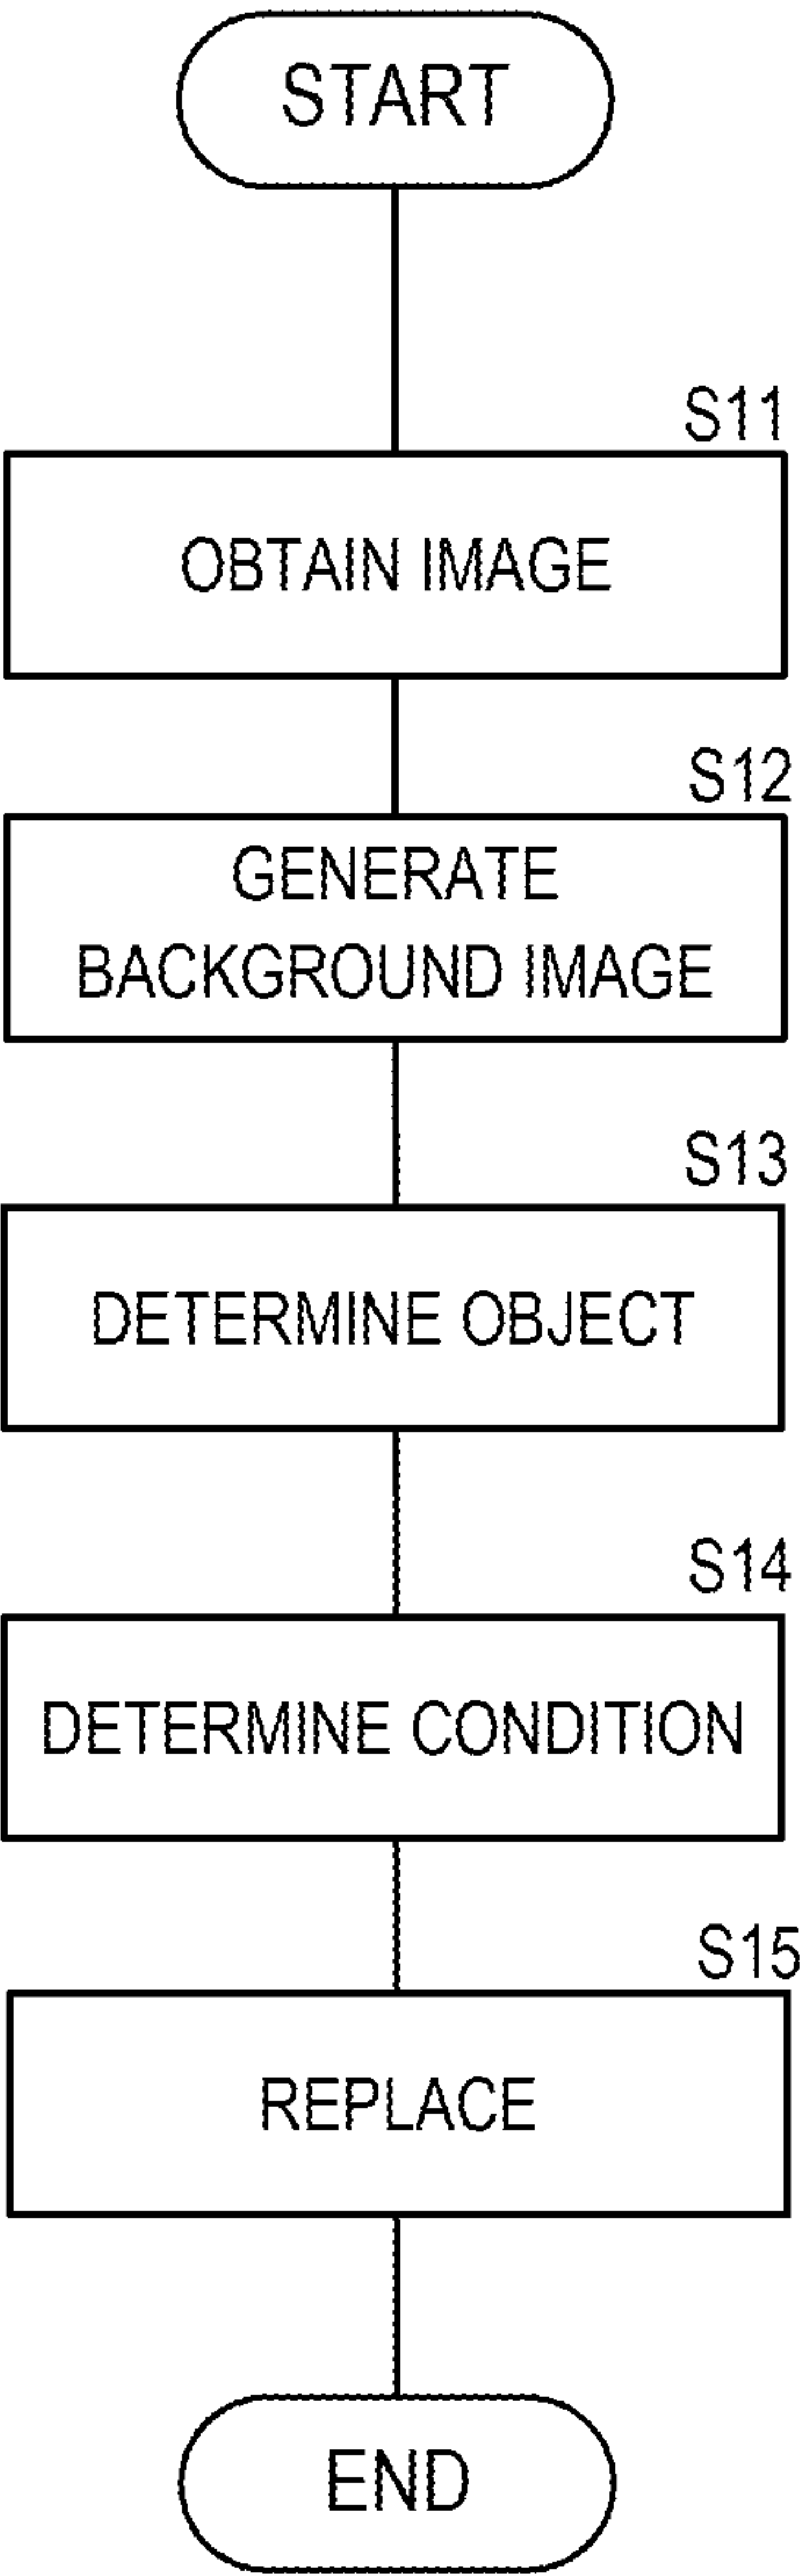 START
S11
OBTAIN IMAGE
S12
GENERATE
BACKGROUND IMAGE
S13
DETERMINE OBJECT
S14
DETERMINE CONDITION
S15
REPLACE
END